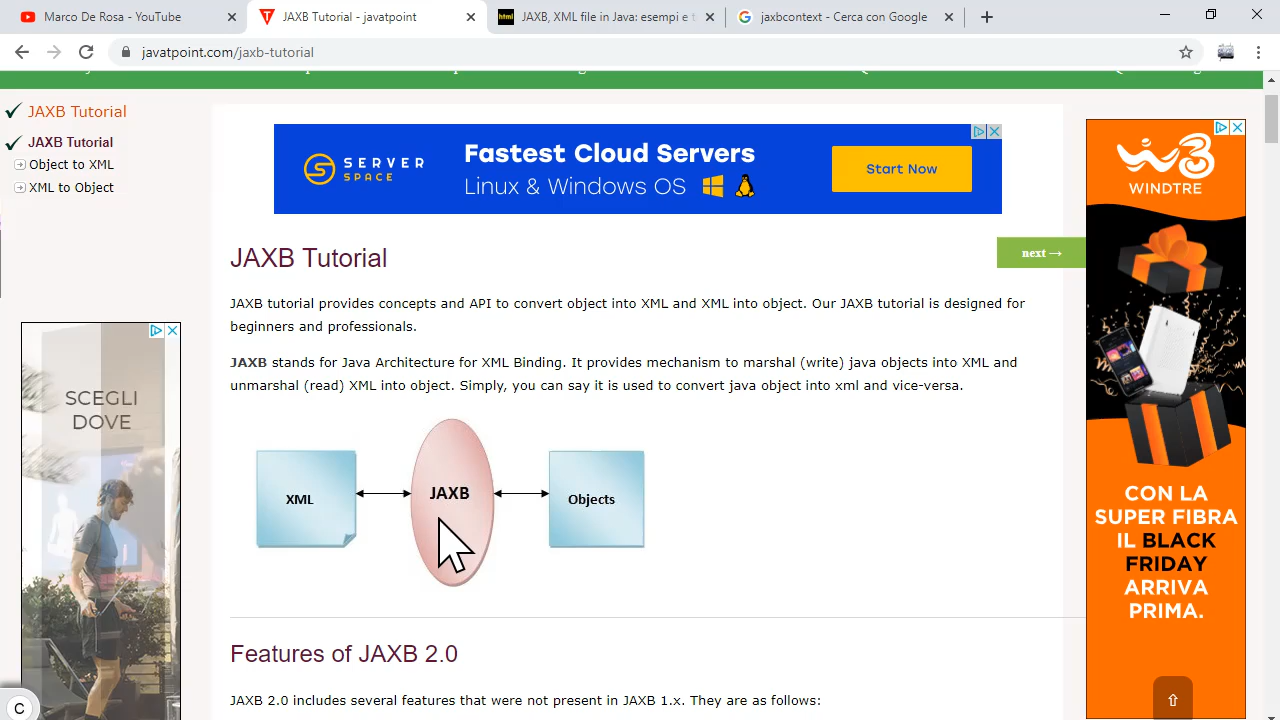 Marco De Rosa - YouTube
JAXB Tutorial - javatpoint
JAXB, XML file in Java: esempre t
jaxbcontext - Cerca con Google
javatpoint.com/jaxb-tutorial
JAXB Tutorial
JAXB Tutorial
Object to XML
XML to Object
SERVER
SPACE
Fastest Cloud Servers
Linux & Windows OS
Start Now
WINDTRE
JAXB Tutorial
next →
JAXB tutorial provides concepts and API to convert object into XML and XML into object. Our JAXB tutorial is designed for
beginners and professionals.
JAXB stands for Java Architecture for XML Binding. It provides mechanism to marshal (write) java objects into XML and
unmarshal (read) XML into object. Simply, you can say it is used to convert java object into xml and vice-versa.
SCEGLI
DOVE
XML
JAXB
Objects
CON LA
SUPER FIBRA
IL BLACK
FRIDAY
ARRIVA
PRIMA.
Features of JAXB 2.0
JAXB 2.0 includes several features that were not present in JAXB 1.x. They are as follows:
C